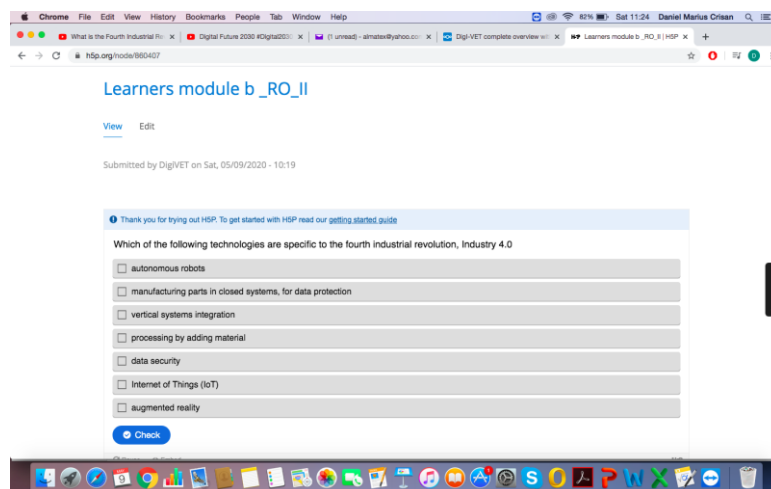 Chrome File Edit View History Bookmarks People Tab Window Help 82% Sat 11:24 Daniel Marius Crisan
What is the Fourth Industrial Re Digital Future 2030 #Digital203 (1 unread) - almatex@yahoo.co Digi-VET complete overview wit Learners module b _RO_II | H5P
h5p.org/node/860407
Learners module b _RO_II
View Edit
Submitted by DigiVET on Sat, 05/09/2020 - 10:19
Thank you for trying out H5P. To get started with H5P read our getting started guide
Which of the following technologies are specific to the fourth industrial revolution, Industry 4.0
autonomous robots
manufacturing parts in closed systems, for data protection
vertical systems integration
processing by adding material
data security
Internet of Things (IoT)
augmented reality
Check